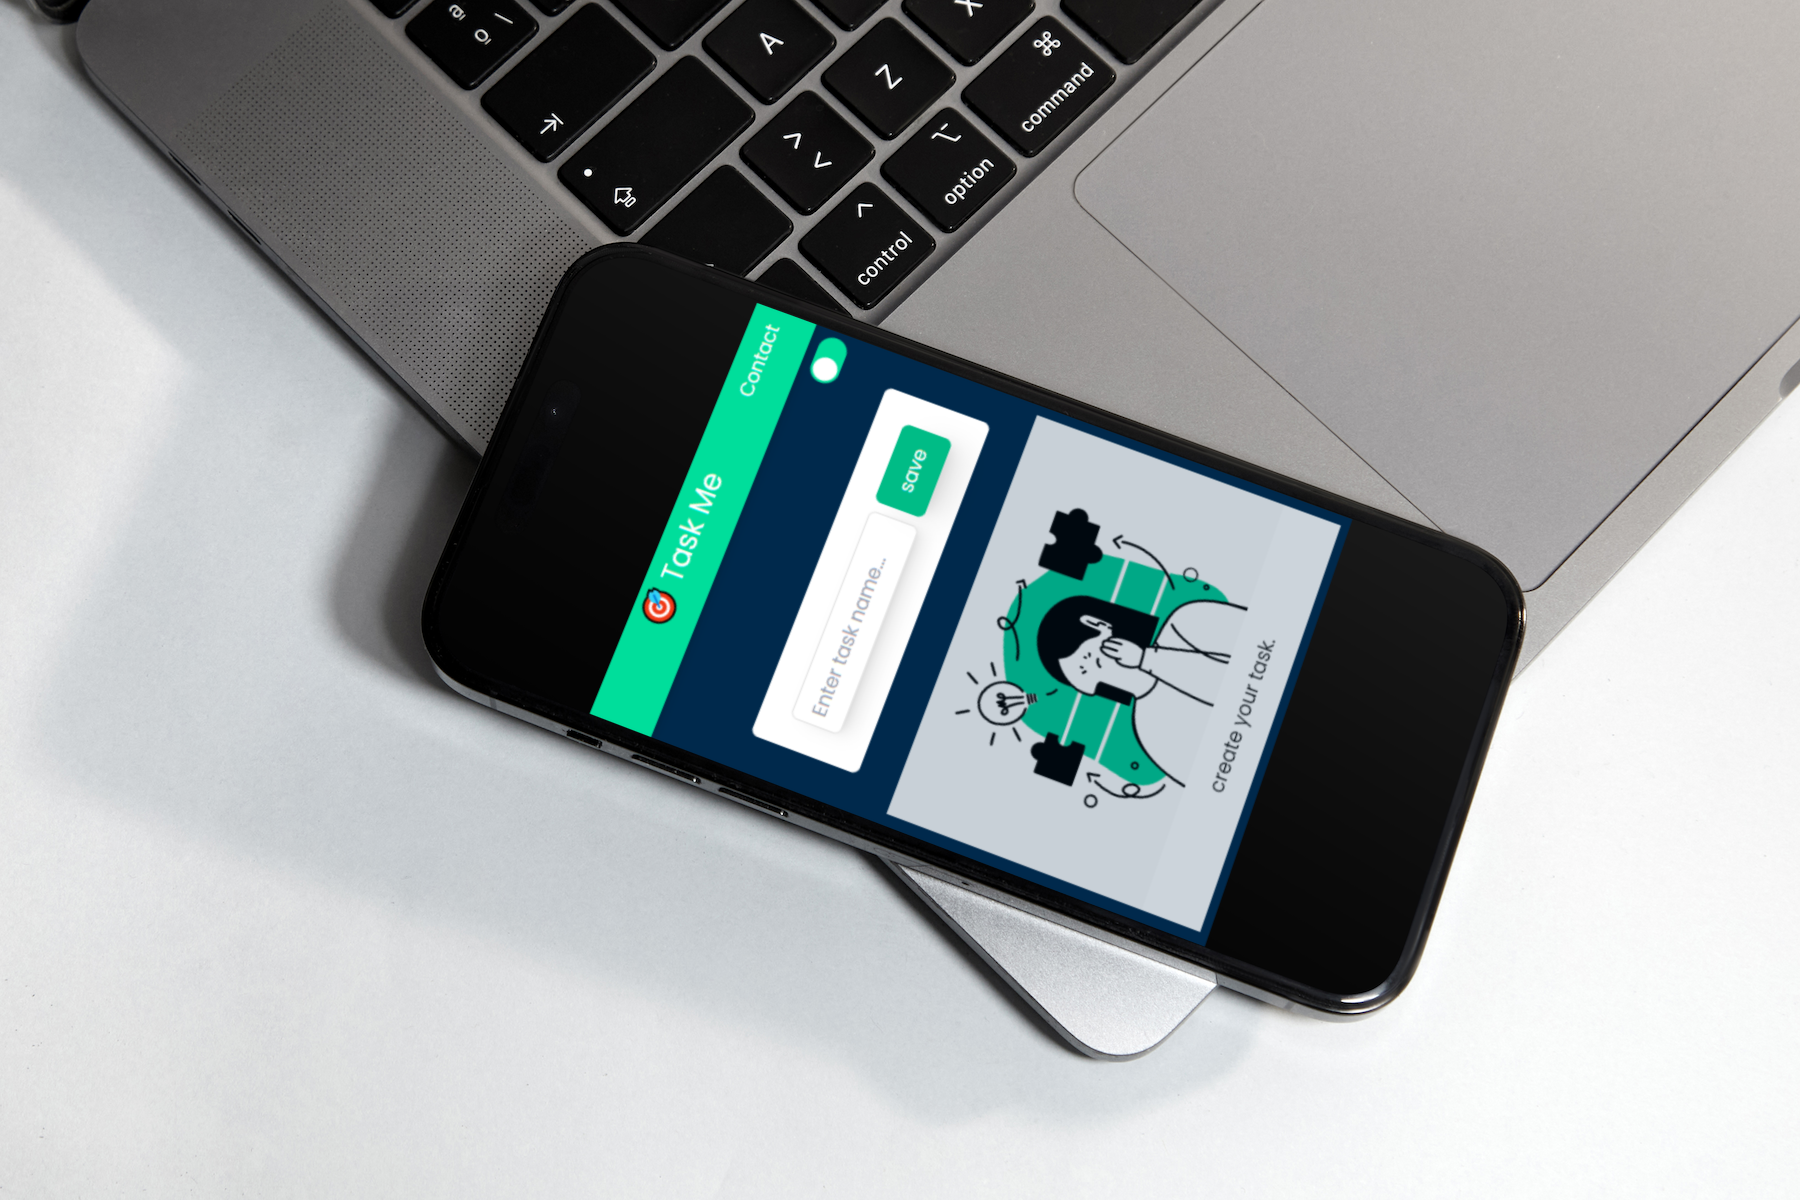 ª
º \
A
Z
X
⌘
command
⌥
option
^
control
>
<
🎯 Task Me
Contact
Enter task name...
save
create your task.